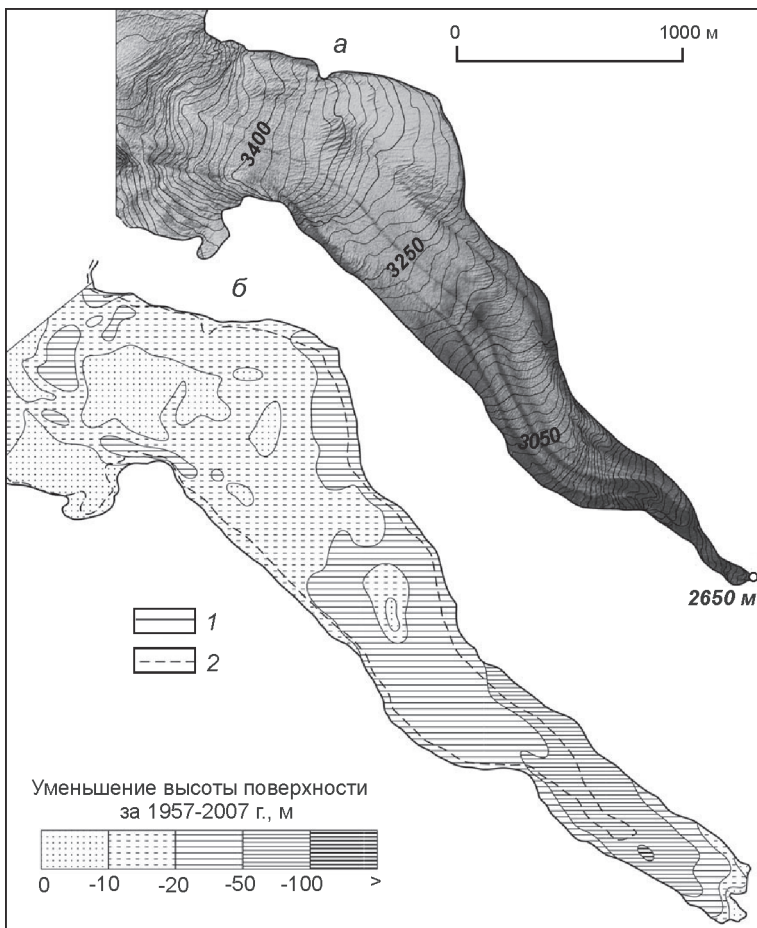 а
0 1000 м
3400
3250
3050
2650 м
б
1
2
Уменьшение высоты поверхности
за 1957-2007 г., м
0 -10 -20 -50 -100 >